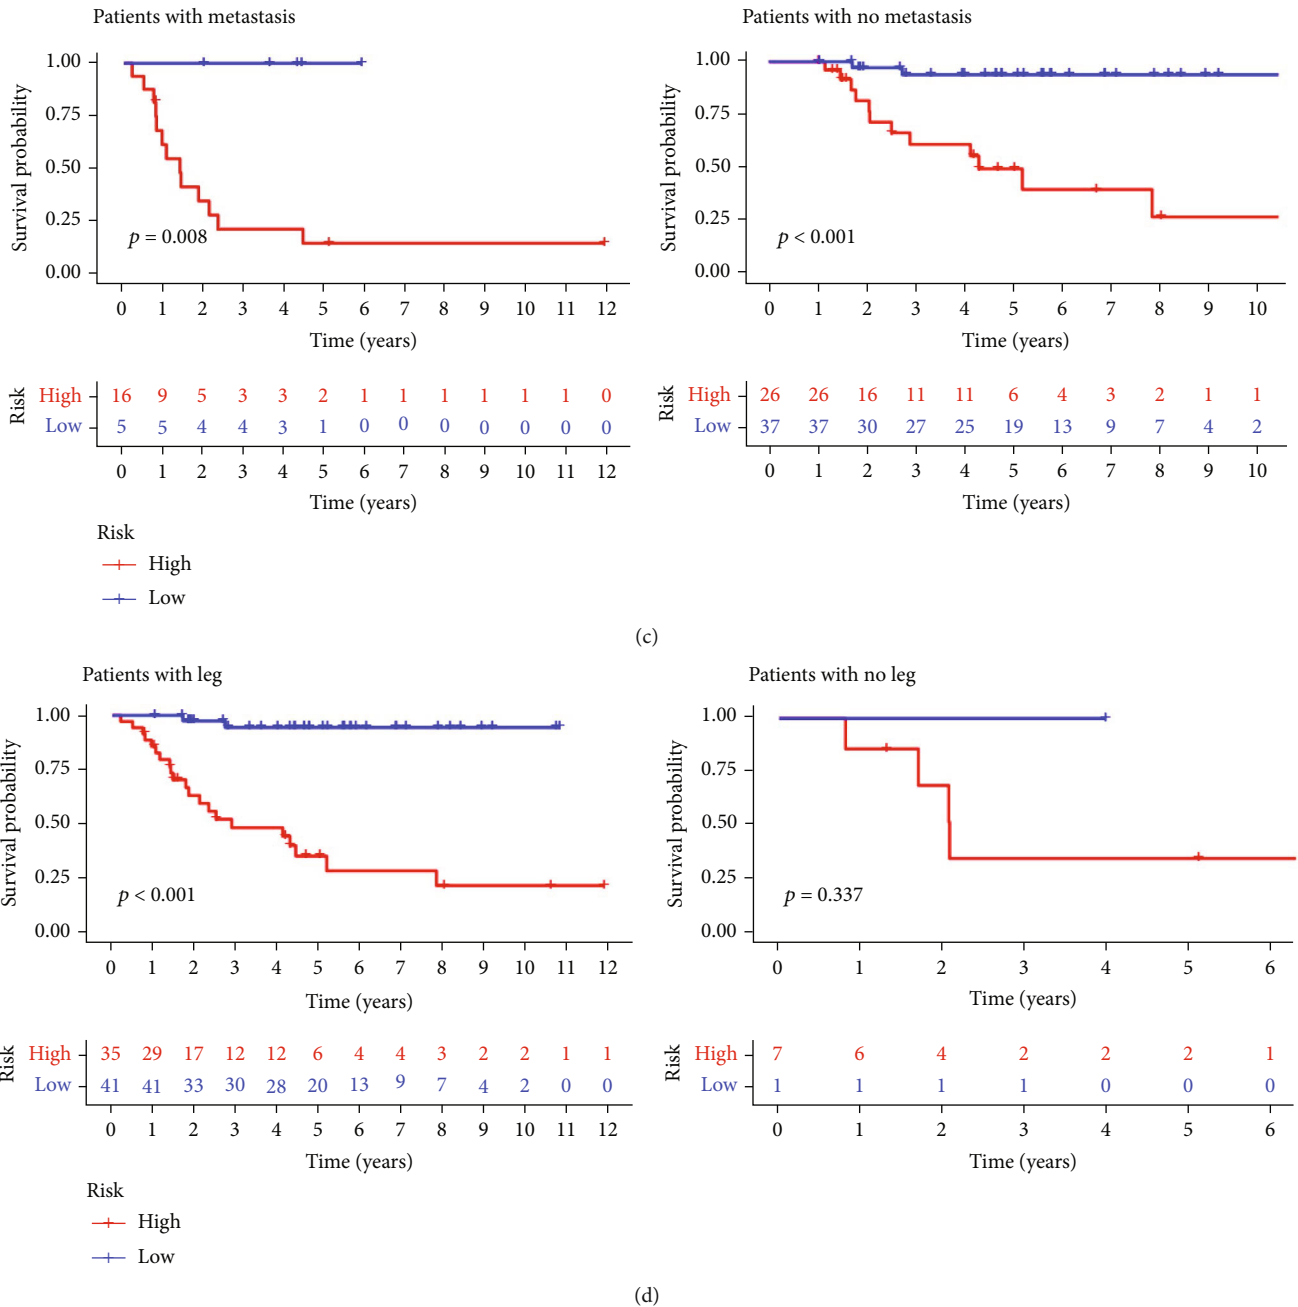 Patients with metastasis
Survival probability
1.00
0.75
0.50
0.25
0.00
p = 0.008
0 1 2 3 4 5 6 7 8 9 10 11 12
Time (years)
Risk
High 16 9 5 3 3 2 1 1 1 1 1 1 0
Low 5 5 4 4 3 1 0 0 0 0 0 0 0
0 1 2 3 4 5 6 7 8 9 10 11 12
Time (years)
Patients with no metastasis
Survival probability
1.00
0.75
0.50
0.25
0.00
p < 0.001
0 1 2 3 4 5 6 7 8 9 10
Time (years)
Risk
High 26 26 16 11 11 6 4 3 2 1 1
Low 37 37 30 27 25 19 13 9 7 4 2
0 1 2 3 4 5 6 7 8 9 10
Time (years)
Risk
High
Low
(c)
Patients with leg
Survival probability
1.00
0.75
0.50
0.25
0.00
p < 0.001
0 1 2 3 4 5 6 7 8 9 10 11 12
Time (years)
Risk
High 35 29 17 12 12 6 4 4 3 2 2 1 1
Low 41 41 33 30 28 20 13 9 7 4 2 0 0
0 1 2 3 4 5 6 7 8 9 10 11 12
Time (years)
Patients with no leg
Survival probability
1.00
0.75
0.50
0.25
0.00
p = 0.337
0 1 2 3 4 5 6
Time (years)
Risk
High 7 6 4 2 2 2 1
Low 1 1 1 1 0 0 0
0 1 2 3 4 5 6
Time (years)
Risk
High
Low
(d)